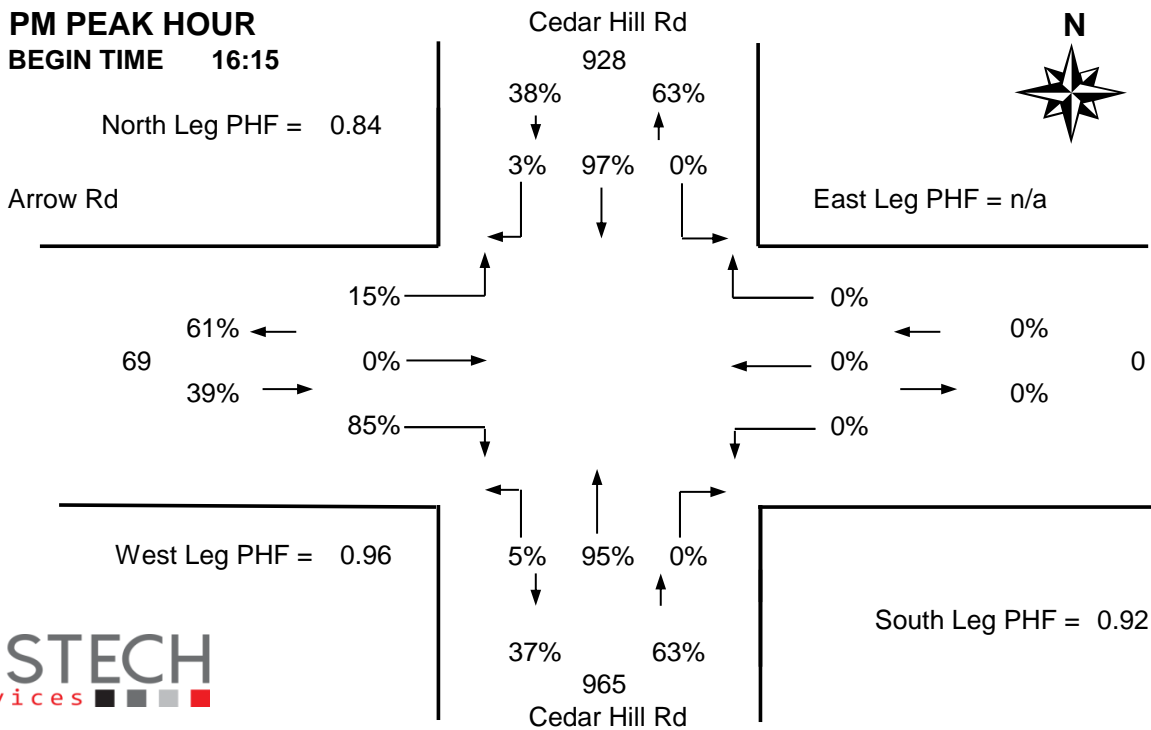 PM PEAK HOUR
Cedar Hill Rd
N
BEGIN TIME 16:15
928
38% 63%
North Leg PHF = 0.84
3% 97% 0%
Arrow Rd
East Leg PHF = n/a
15% 0%
61% 0%
69 0% 0% 0
39% 0%
85% 0%
West Leg PHF = 0.96
5% 95% 0%
South Leg PHF = 0.92
37% 63%
STECH
vices
965
Cedar Hill Rd